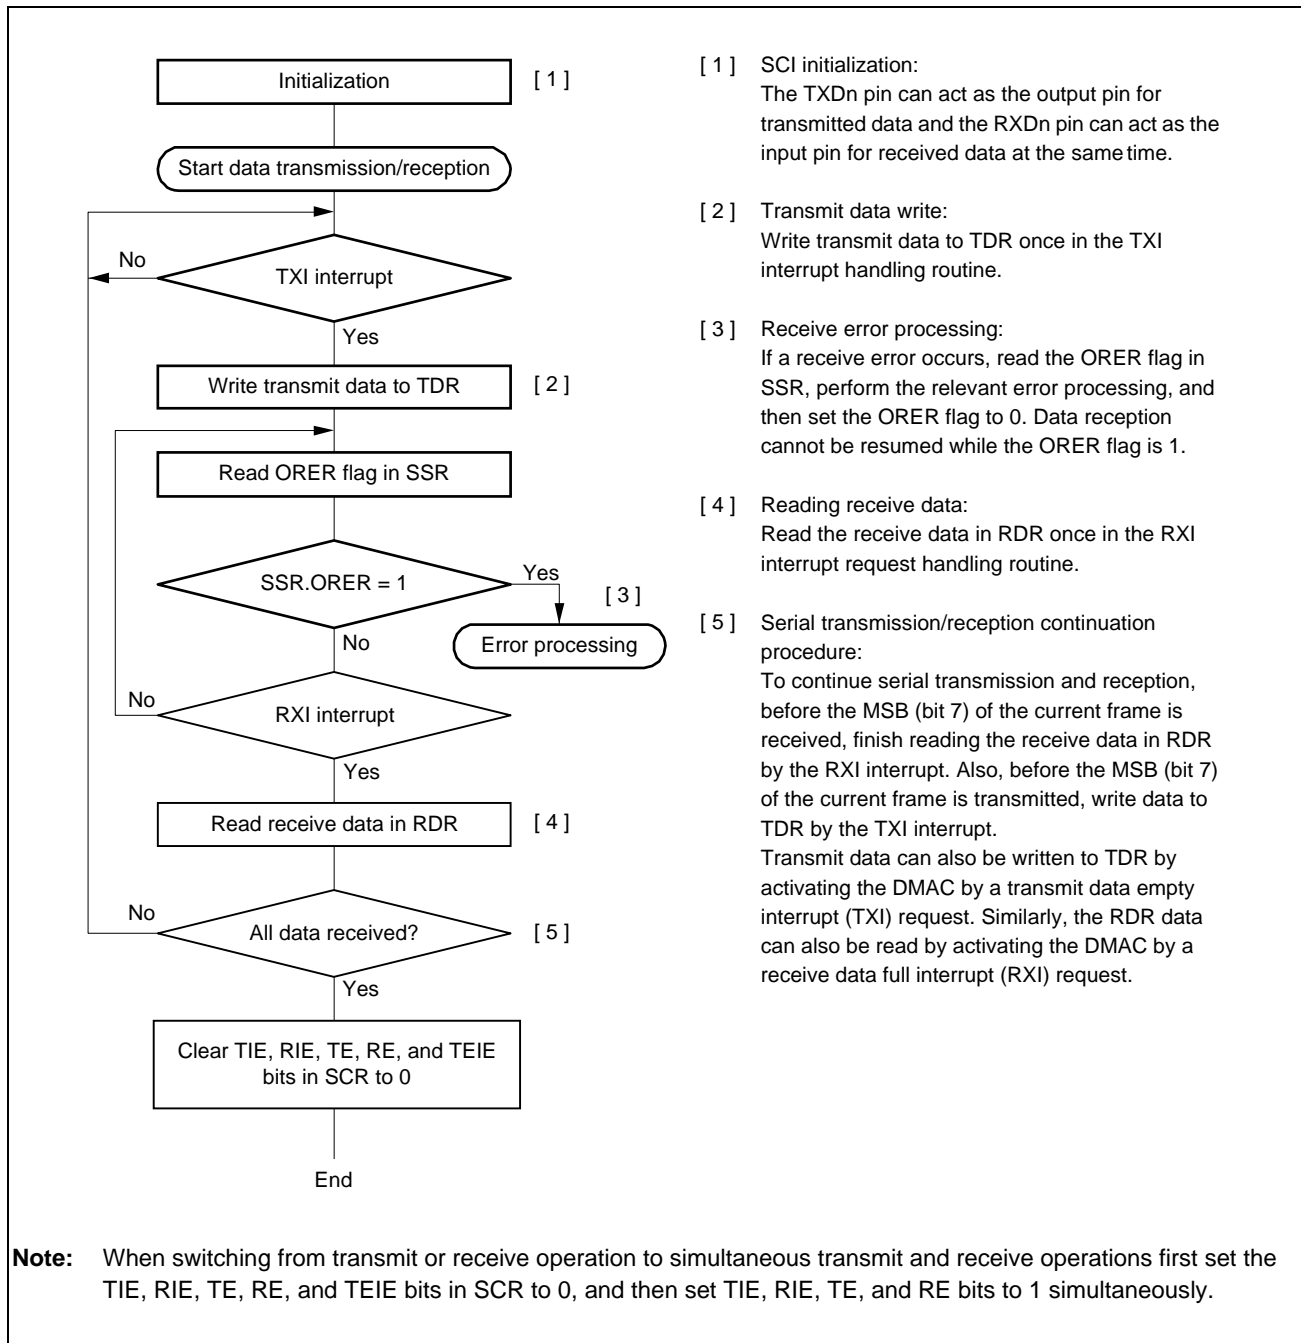 Initialization
[ 1 ]
Start data transmission/reception
No
TXI interrupt
Yes
Write transmit data to TDR
[ 2 ]
Read ORER flag in SSR
SSR.ORER = 1
Yes
[ 3 ]
No
Error processing
No
RXI interrupt
Yes
Read receive data in RDR
[ 4 ]
No
All data received?
[ 5 ]
Yes
Clear TIE, RIE, TE, RE, and TEIE
bits in SCR to 0
End
[ 1 ] SCI initialization:
The TXDn pin can act as the output pin for
transmitted data and the RXDn pin can act as the
input pin for received data at the same time.
[ 2 ] Transmit data write:
Write transmit data to TDR once in the TXI
interrupt handling routine.
[ 3 ] Receive error processing:
If a receive error occurs, read the ORER flag in
SSR, perform the relevant error processing, and
then set the ORER flag to 0. Data reception
cannot be resumed while the ORER flag is 1.
[ 4 ] Reading receive data:
Read the receive data in RDR once in the RXI
interrupt request handling routine.
[ 5 ] Serial transmission/reception continuation
procedure:
To continue serial transmission and reception,
before the MSB (bit 7) of the current frame is
received, finish reading the receive data in RDR
by the RXI interrupt. Also, before the MSB (bit 7)
of the current frame is transmitted, write data to
TDR by the TXI interrupt.
Transmit data can also be written to TDR by
activating the DMAC by a transmit data empty
interrupt (TXI) request. Similarly, the RDR data
can also be read by activating the DMAC by a
receive data full interrupt (RXI) request.
Note: When switching from transmit or receive operation to simultaneous transmit and receive operations first set the
TIE, RIE, TE, RE, and TEIE bits in SCR to 0, and then set TIE, RIE, TE, and RE bits to 1 simultaneously.